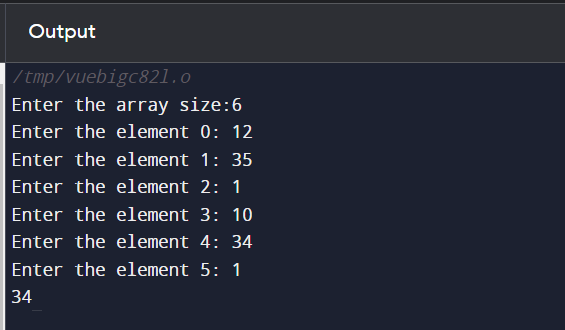 Output
/tmp/vuebigc82l.o
Enter the array size:6
Enter the element 0: 12
Enter the element 1: 35
Enter the element 2: 1
Enter the element 3: 10
Enter the element 4: 34
Enter the element 5: 1
34